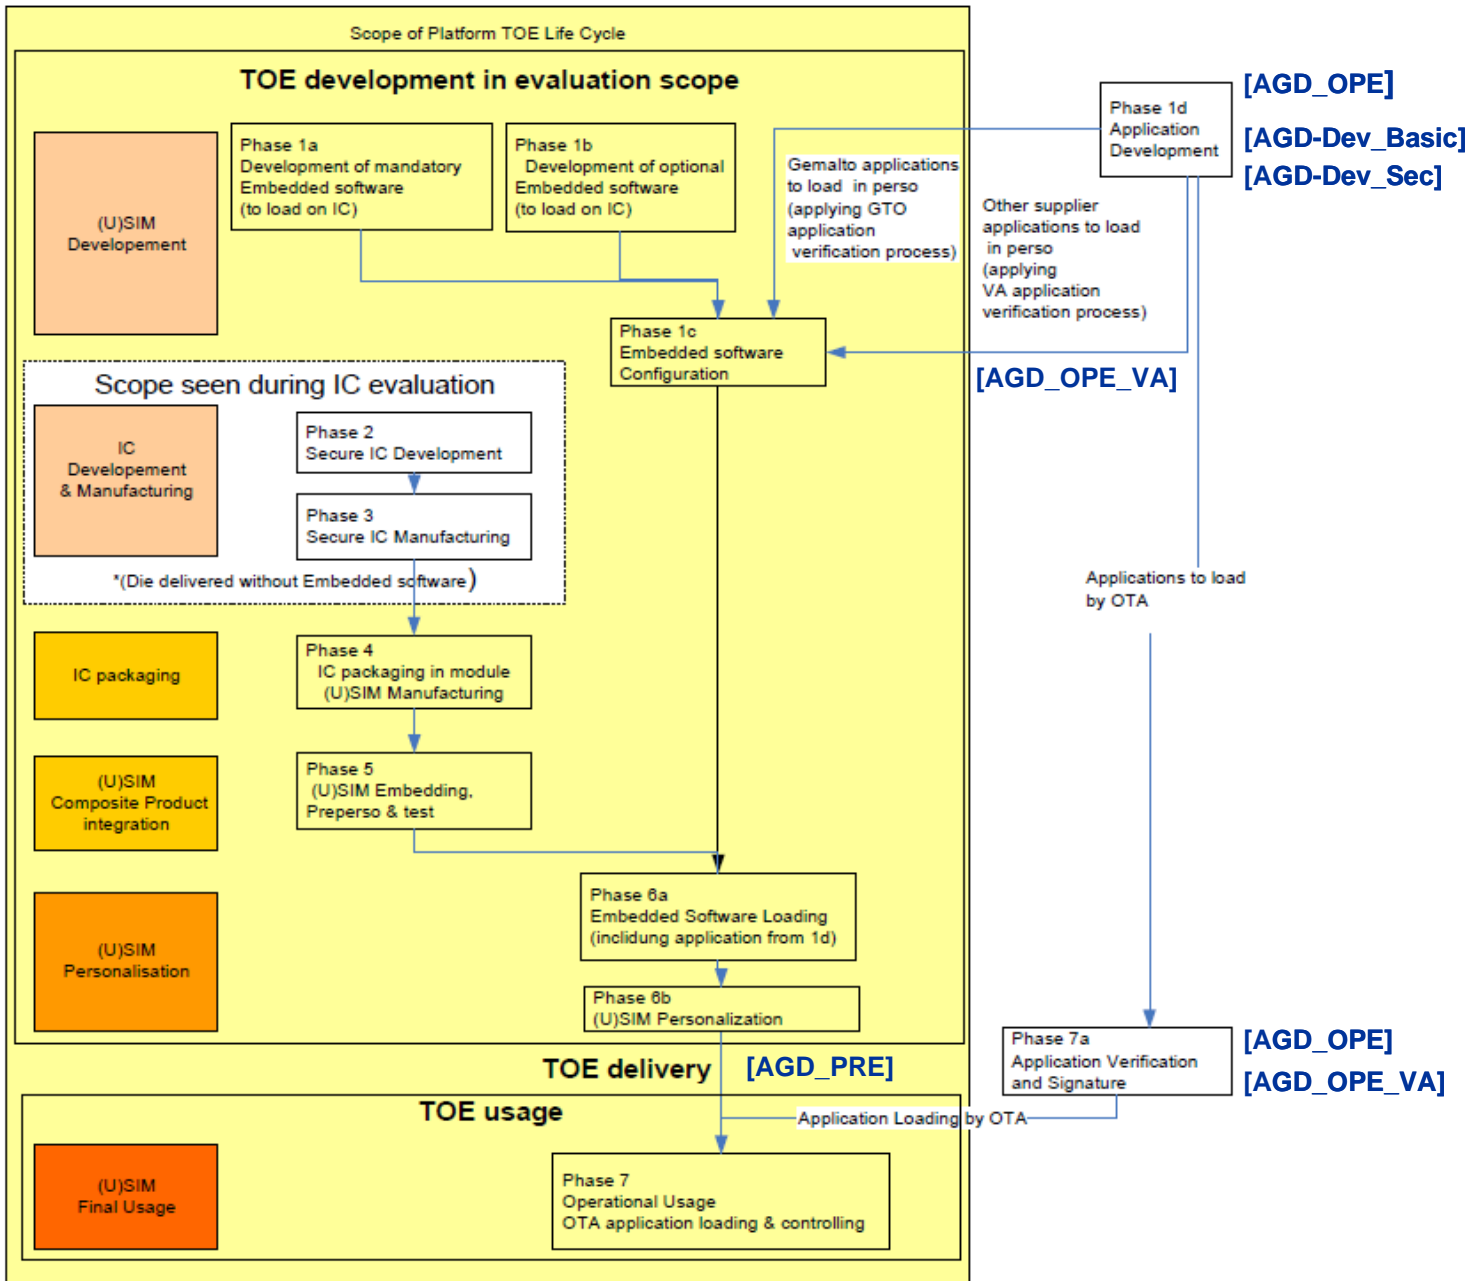 Scope of Platform TOE Life Cycle
TOE development in evaluation scope
(U)SIM
Developement
Phase 1a
Development of mandatory
Embedded software
(to load on IC)
Phase 1b
Development of optional
Embedded software
(to load on IC)
Gemalto applications
to load in perso
(applying GTO
application
verification process)
Phase 1d
Application
Development
[AGD_OPE]
[AGD-Dev_Basic]
[AGD-Dev_Sec]
Other supplier
applications to load
in perso
(applying
VA application
verification process)
Phase 1c
Embedded software
Configuration
[AGD_OPE_VA]
Scope seen during IC evaluation
IC
Developement
& Manufacturing
Phase 2
Secure IC Development
Phase 3
Secure IC Manufacturing
*(Die delivered without Embedded software)
Applications to load
by OTA
IC packaging
Phase 4
IC packaging in module
(U)SIM Manufacturing
(U)SIM
Composite Product
integration
Phase 5
(U)SIM Embedding,
Preperso & test
(U)SIM
Personalisation
Phase 6a
Embedded Software Loading
(inclidung application from 1d)
Phase 6b
(U)SIM Personalization
TOE delivery
[AGD_PRE]
Phase 7a
Application Verification
and Signature
[AGD_OPE]
[AGD_OPE_VA]
TOE usage
Application Loading by OTA
(U)SIM
Final Usage
Phase 7
Operational Usage
OTA application loading & controlling